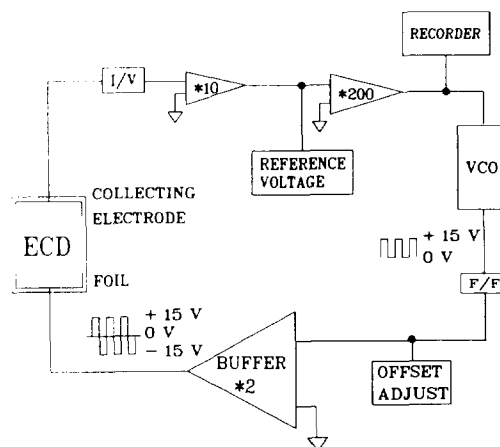 RECORDER
I/V
*10
*200
REFERENCE
VOLTAGE
VCO
COLLECTING
ELECTRODE
ECD
FOIL
+ 15 V
0 V
F/F
+ 15 V
0 V
- 15 V
BUFFER
*2
OFFSET
ADJUST